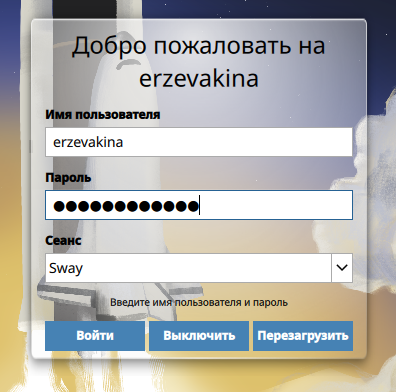 Добро пожаловать на
erzevakina
Имя пользователя
erzevakina
Пароль
●●●●●●●●●●●●
Сеанс
Sway
Введите имя пользователя и пароль
Войти
Выключить
Перезагрузить